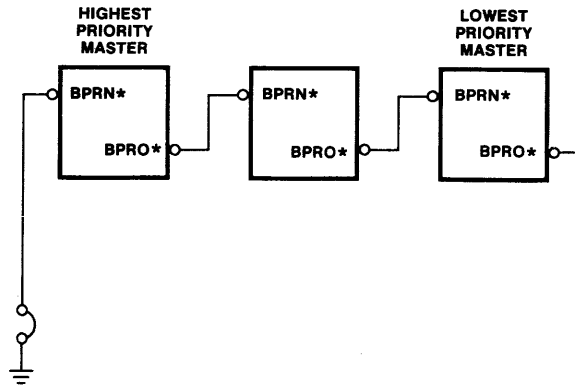 HIGHEST
PRIORITY
MASTER
LOWEST
PRIORITY
MASTER
BPRN*
BPRO*
BPRN*
BPRO*
BPRN*
BPRO*